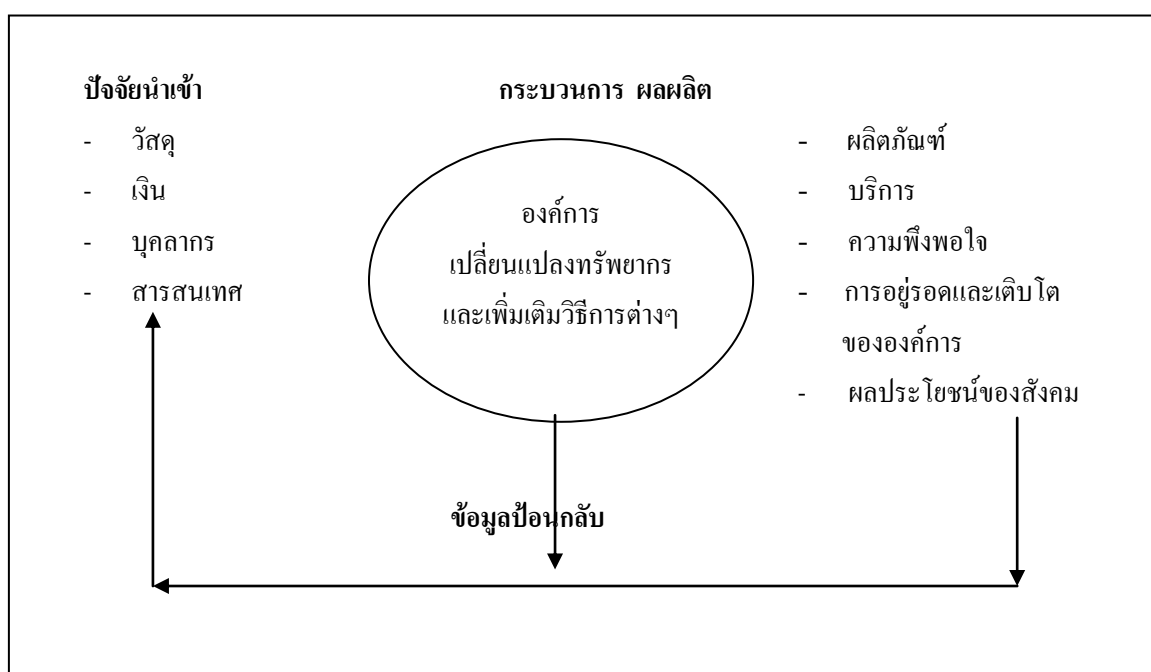 ปัจจัยนำเข้า
กระบวนการ ผลผลิต
- วัสดุ
- เงิน
- บุคลากร
- สารสนเทศ
องค์การ
เปลี่ยนแปลงทรัพยากร
และเพิ่มเติมวิธีการต่างๆ
- ผลิตภัณฑ์
- บริการ
- ความพึงพอใจ
- การอยู่รอดและเติบโต
ขององค์การ
- ผลประโยชน์ของสังคม
ข้อมูลป้อนกลับ